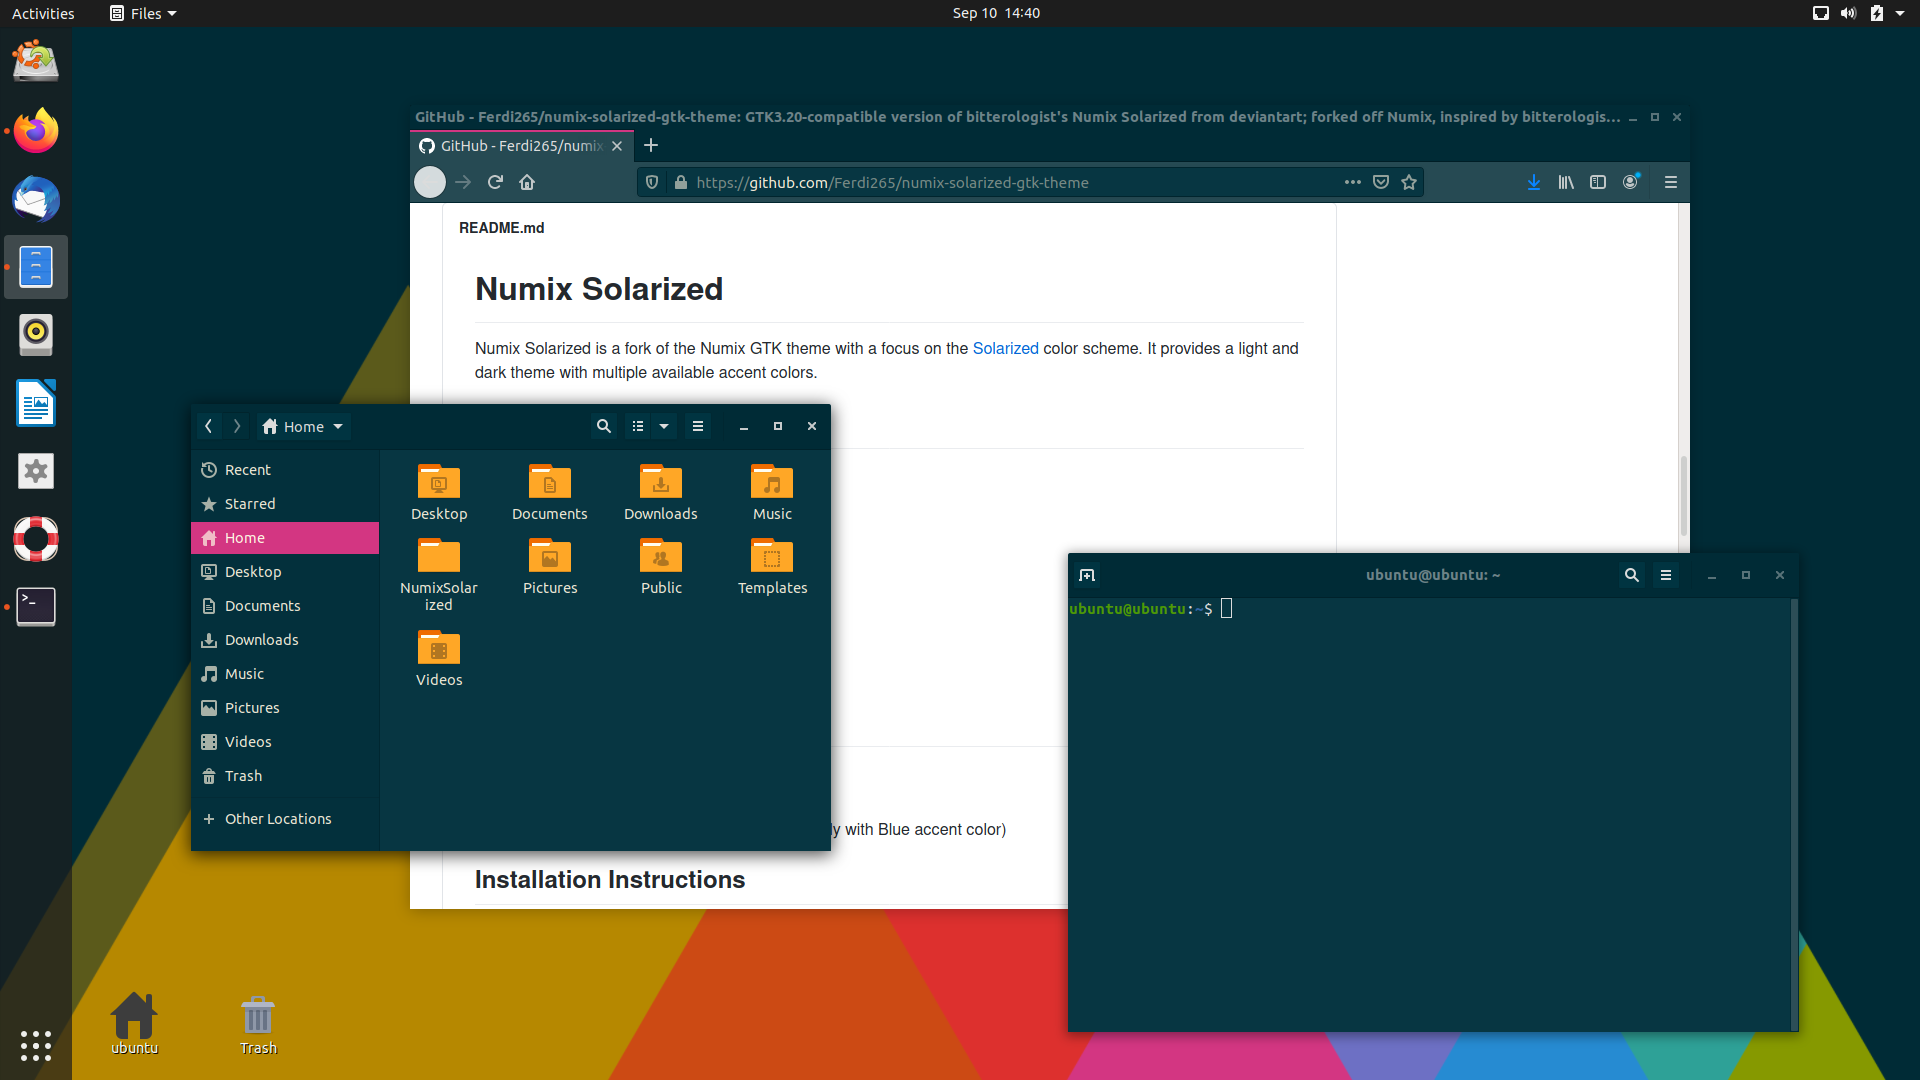 Activities
Files
Sep 10 14:40
GitHub - Ferdi265/numix-solarized-gtk-theme: GTK3.20-compatible version of bitterologist's Numix Solarized from deviantart; forked off Numix, inspired by bitterologis...
GitHub - Ferdi265/numix
https://github.com/Ferdi265/numix-solarized-gtk-theme
README.md
Numix Solarized
Numix Solarized is a fork of the Numix GTK theme with a focus on the Solarized color scheme. It provides a light and
dark theme with multiple available accent colors.
with Blue accent color)
Installation Instructions
Home
Recent
Starred
Home
Desktop
Documents
Downloads
Music
Pictures
Videos
Trash
Other Locations
Desktop
Documents
Downloads
Music
NumixSolar
ized
Pictures
Public
Templates
Videos
ubuntu@ubuntu: ~
ubuntu@ubuntu:~$
ubuntu
Trash